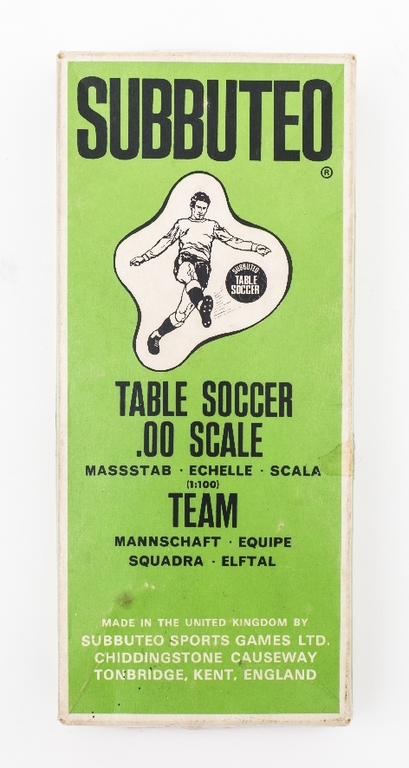 SUBBUTEO
®
SUBBUTEO
TABLE
SOCCER
TABLE SOCCER
.00 SCALE
MASSSTAB · ECHELLE · SCALA
(1:100)
TEAM
MANNSCHAFT · EQUIPE
SQUADRA · ELFTAL
MADE IN THE UNITED KINGDOM BY
SUBBUTEO SPORTS GAMES LTD.
CHIDDINGSTONE CAUSEWAY
TONBRIDGE, KENT, ENGLAND